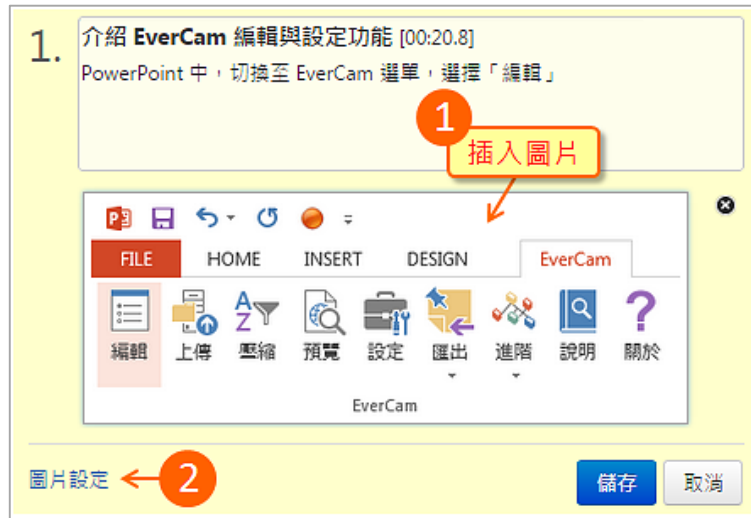 1.
介紹 EverCam 編輯與設定功能 [00:20.8]
PowerPoint 中，切換至 EverCam 選單，選擇「編輯」
1
插入圖片
P
FILE HOME INSERT DESIGN EverCam
編輯 上傳 壓縮 預覽 設定 匯出 進階 說明 關於
EverCam
圖片設定 2 儲存 取消